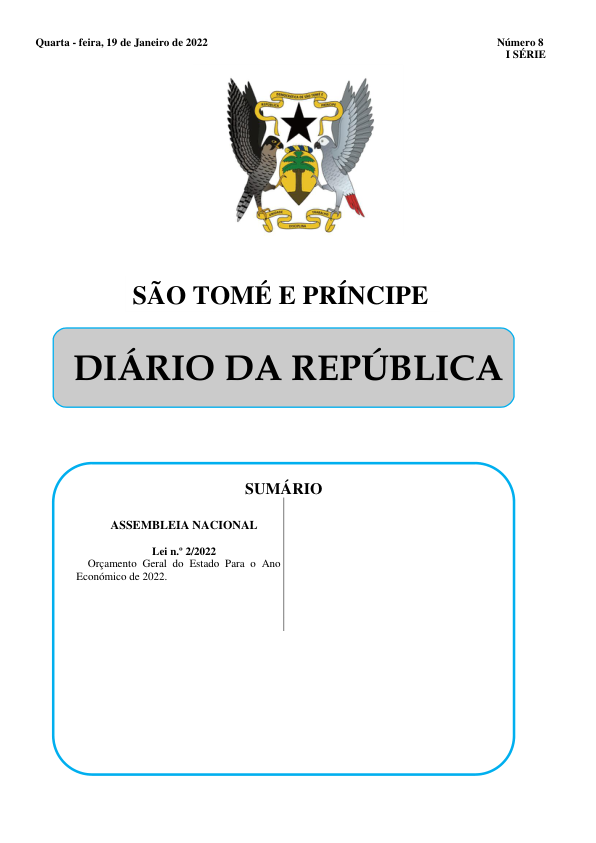 Quarta - feira, 19 de Janeiro de 2022 Número 8
I SÉRIE
SÃO TOMÉ E PRÍNCIPE
DIÁRIO DA REPÚBLICA
SUMÁRIO
ASSEMBLEIA NACIONAL
Lei n.º 2/2022
Orçamento Geral do Estado Para o Ano
Económico de 2022.